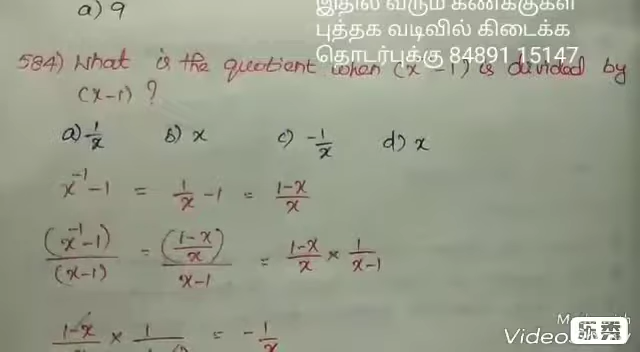 a) 9
இதில் வரும் கணக்குகள்
புத்தக வடிவில் கிடைக்க
தொடர்புக்கு 84891 15147
584) What is the quotient when (x⁻¹ - 1) is divided by
(x-1) ?
a) 1/x b) x c) -1/x d) x
x⁻¹ - 1 = 1/x - 1 = 1-x/x
(x⁻¹-1)/(x-1) = (1-x/x)/x-1 = 1-x/x × 1/x-1
1-x × 1 = -1/x
Video